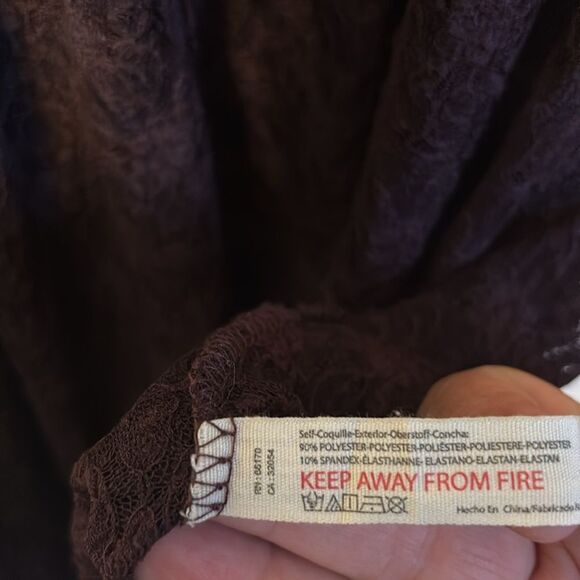 Self-Coquille-Exterior-Oberstoff-Concha:
90% POLYESTER-POLYESTER-POLIÉSTER-POLIESTERE-POLYESTER
10% SPANDEX-ÉLASTHANNE- ELASTANO-ELASTAN-ELASTAN
KEEP AWAY FROM FIRE
Hecho En China/Fabricado
RN: 66170
CA: 32054